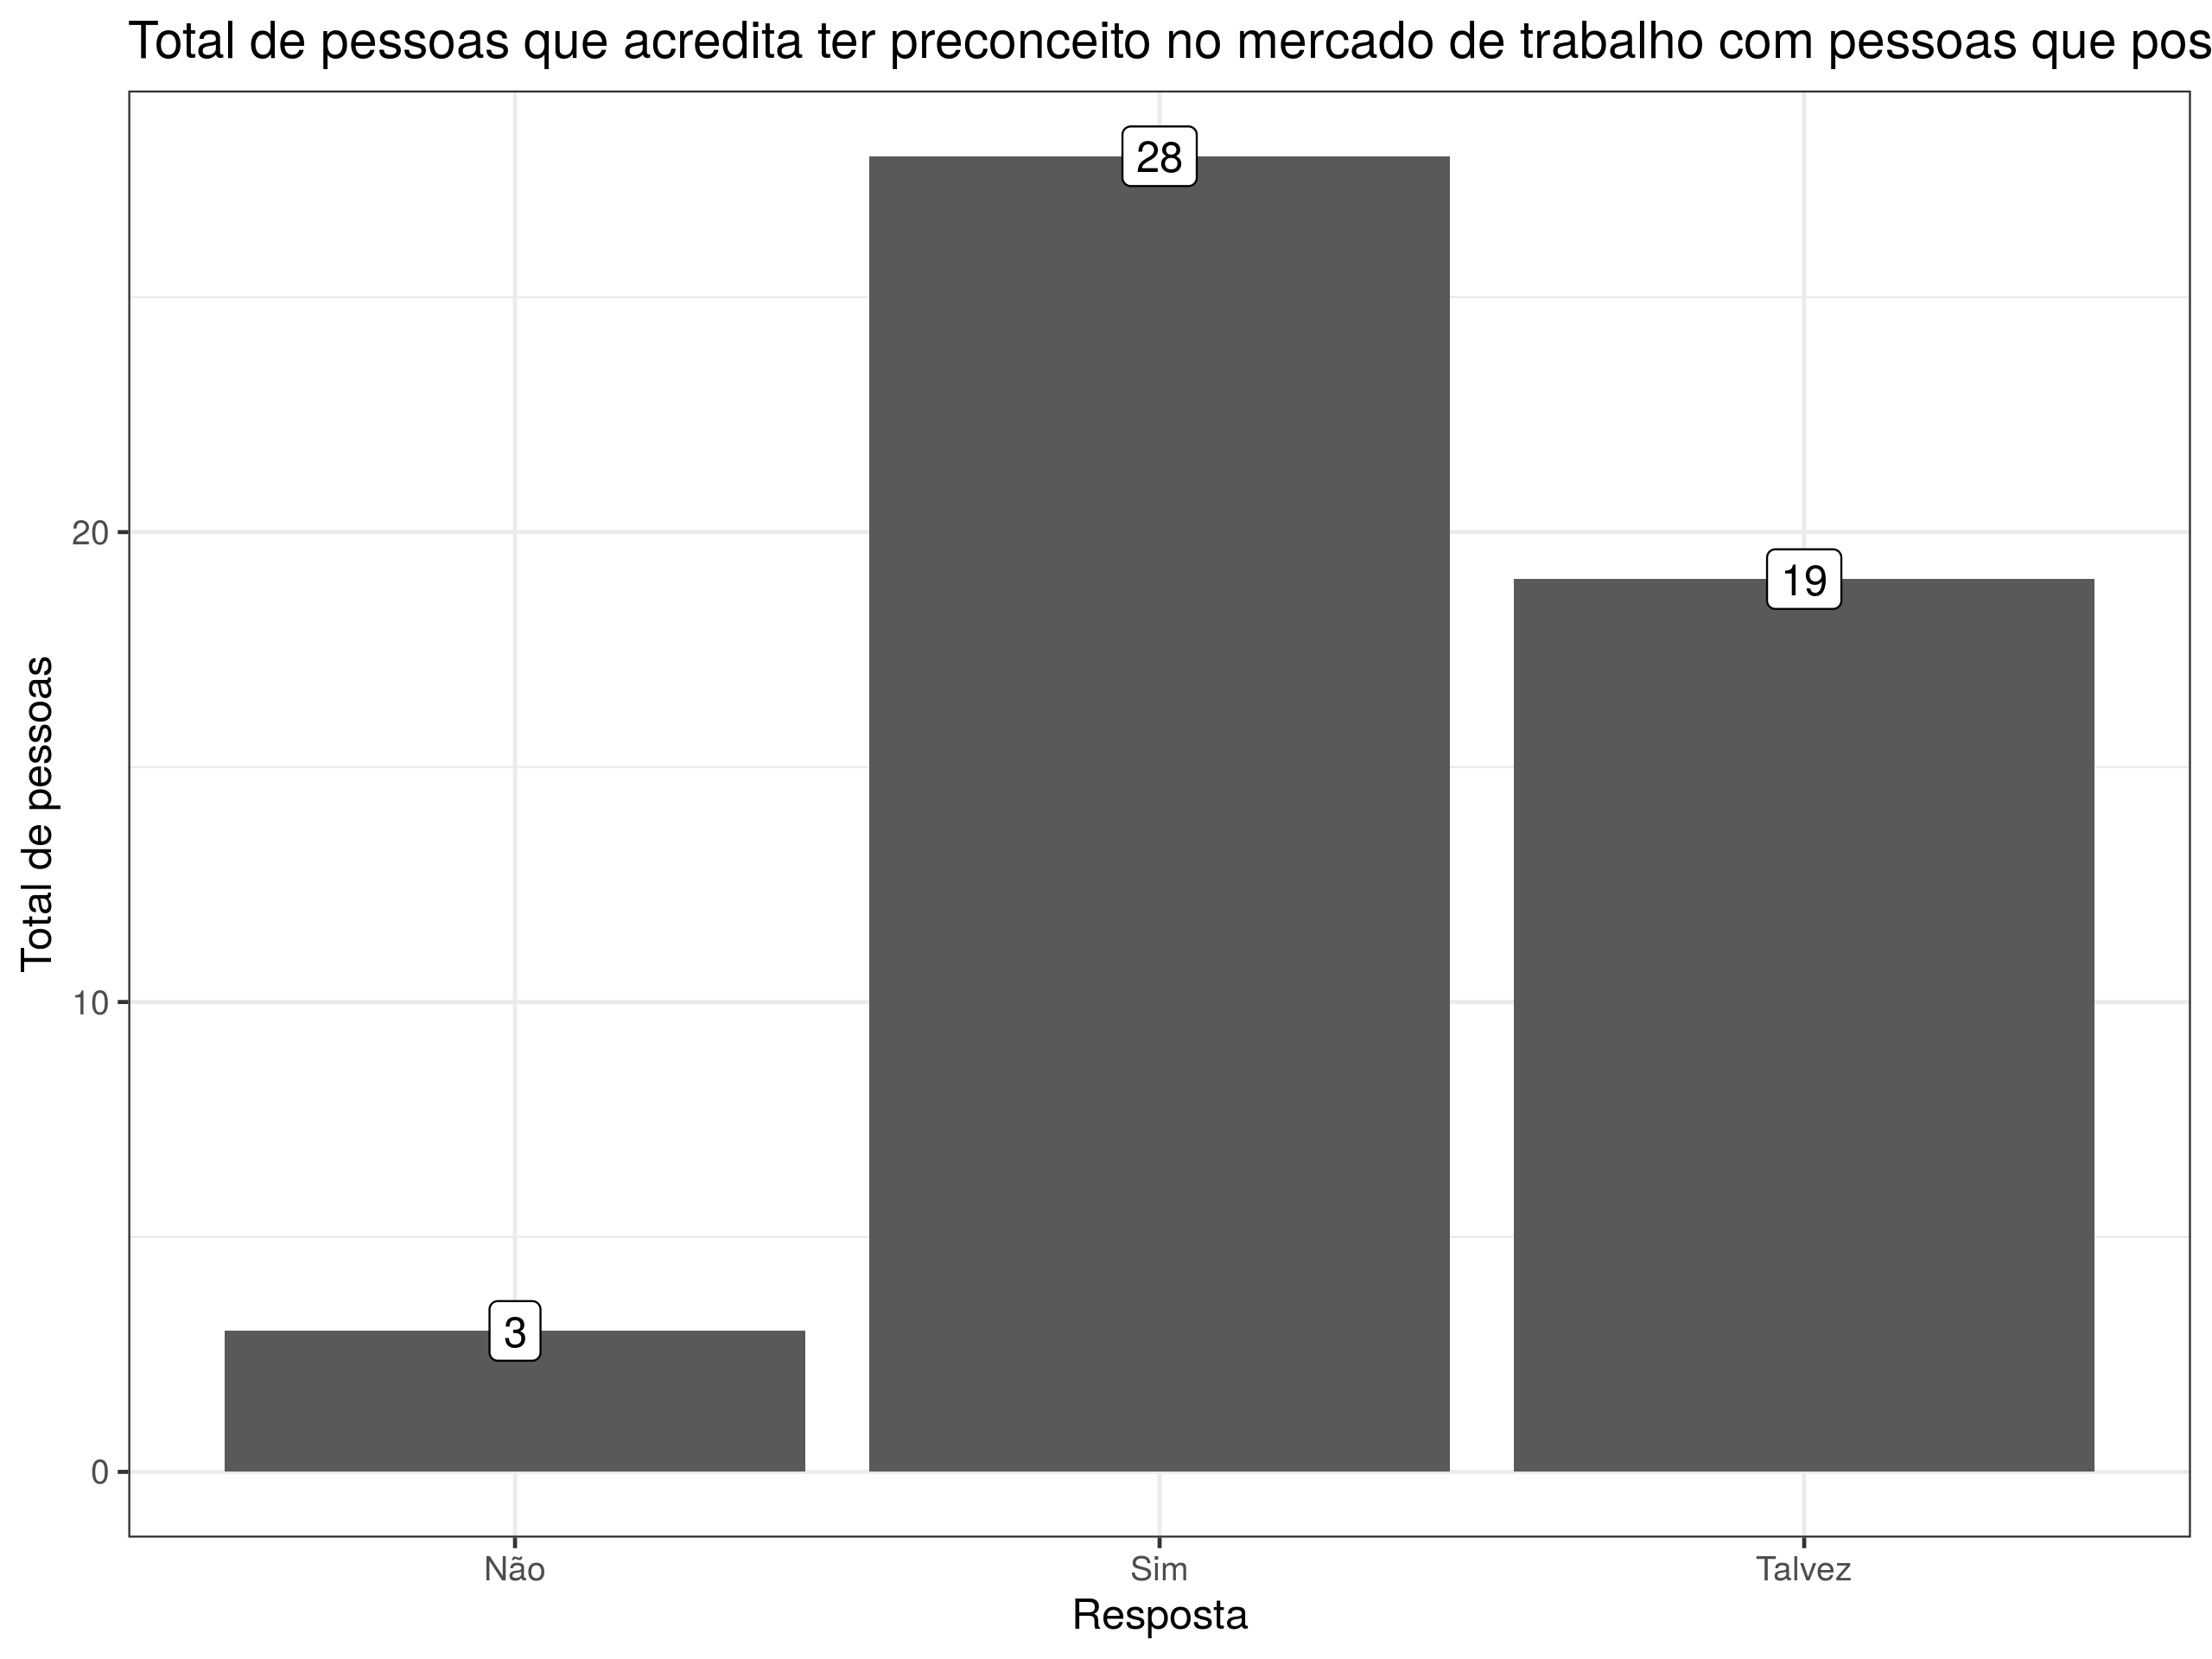 Total de pessoas que acredita ter preconceito no mercado de trabalho com pessoas que pos
28
20
19
Total de pessoas
10
3
0
Não Sim Talvez
Resposta